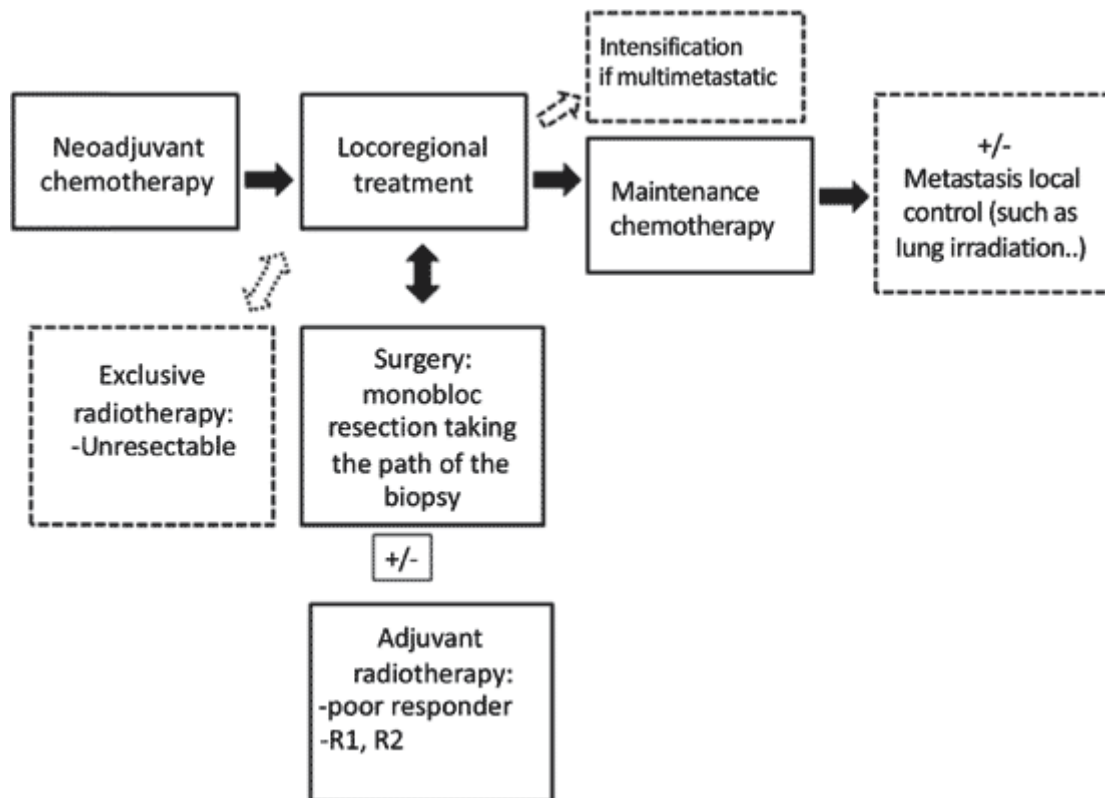 Neoadjuvant
chemotherapy
Locoregional
treatment
Intensification
if multimetastatic
Maintenance
chemotherapy
+/-
Metastasis local
control (such as
lung irradiation..)
Exclusive
radiotherapy:
-Unresectable
Surgery:
monobloc
resection taking
the path of the
biopsy
+/-
Adjuvant
radiotherapy:
-poor responder
-R1, R2